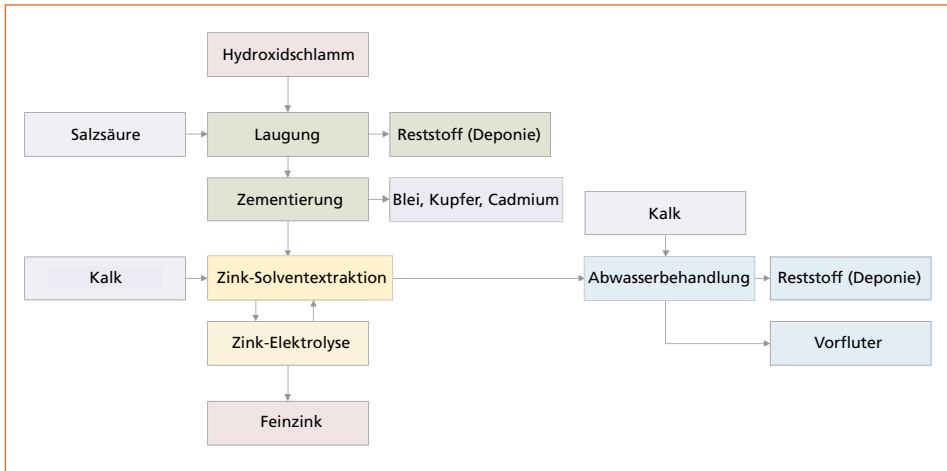 Hydroxidschlamm
Salzsäure
Laugung
Reststoff (Deponie)
Zementierung
Blei, Kupfer, Cadmium
Kalk
Kalk
Zink-Solventextraktion
Abwasserbehandlung
Reststoff (Deponie)
Zink-Elektrolyse
Vorfluter
Feinzink